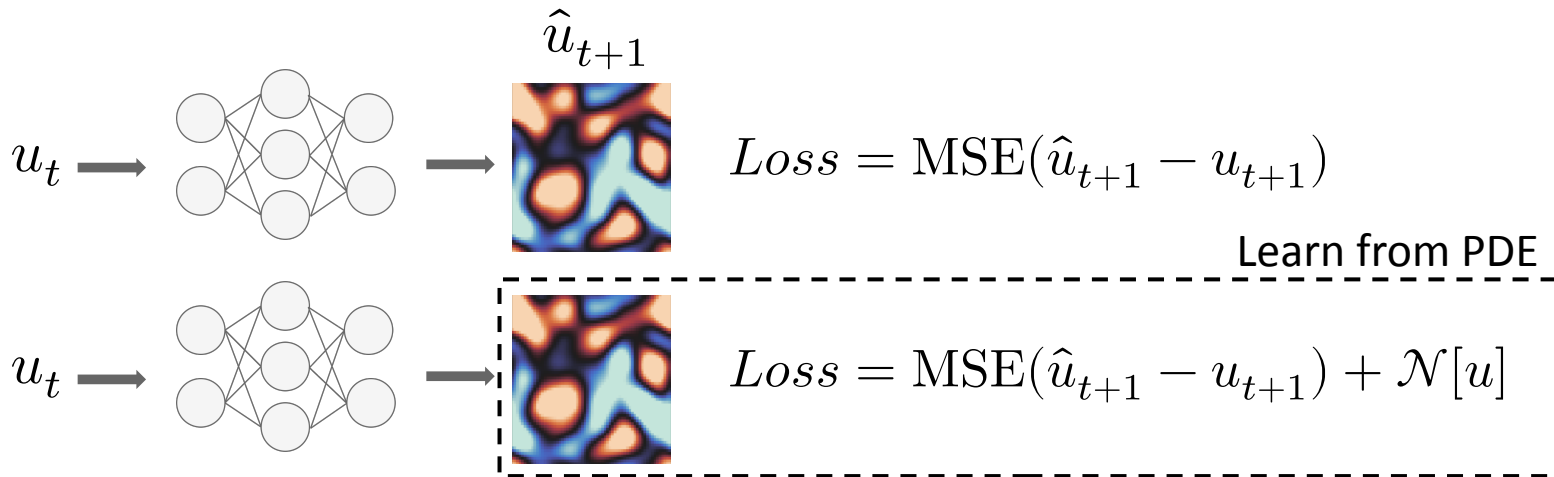 û_{t+1}
u_t
Loss = MSE(û_{t+1} − u_{t+1})
Learn from PDE
u_t
Loss = MSE(û_{t+1} − u_{t+1}) + 𝒩[u]